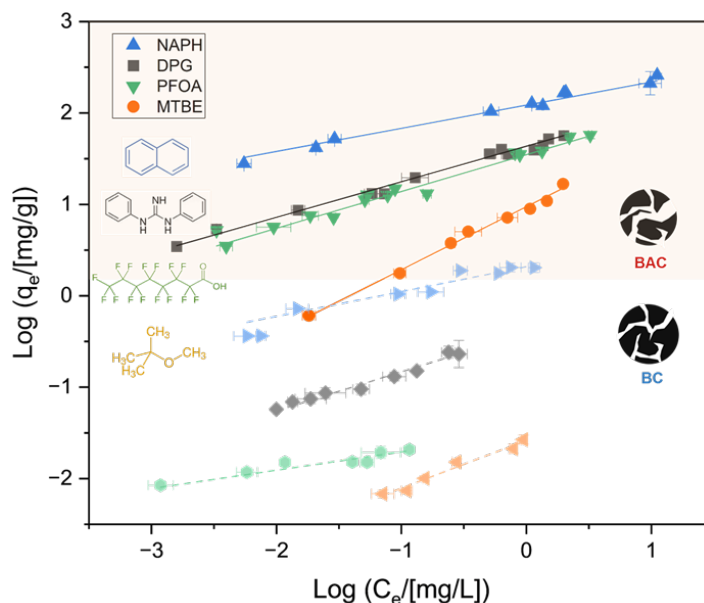 3
2
1
0
−1
−2
Log (qe/[mg/g])
NAPH
DPG
PFOA
MTBE
NH
N
H
N
H
F F F F F F F O
F
OH
F F F F F F F
CH₃
H₃C
O
CH₃
CH₃
BAC
BC
−3 −2 −1 0 1
Log (Ce/[mg/L])